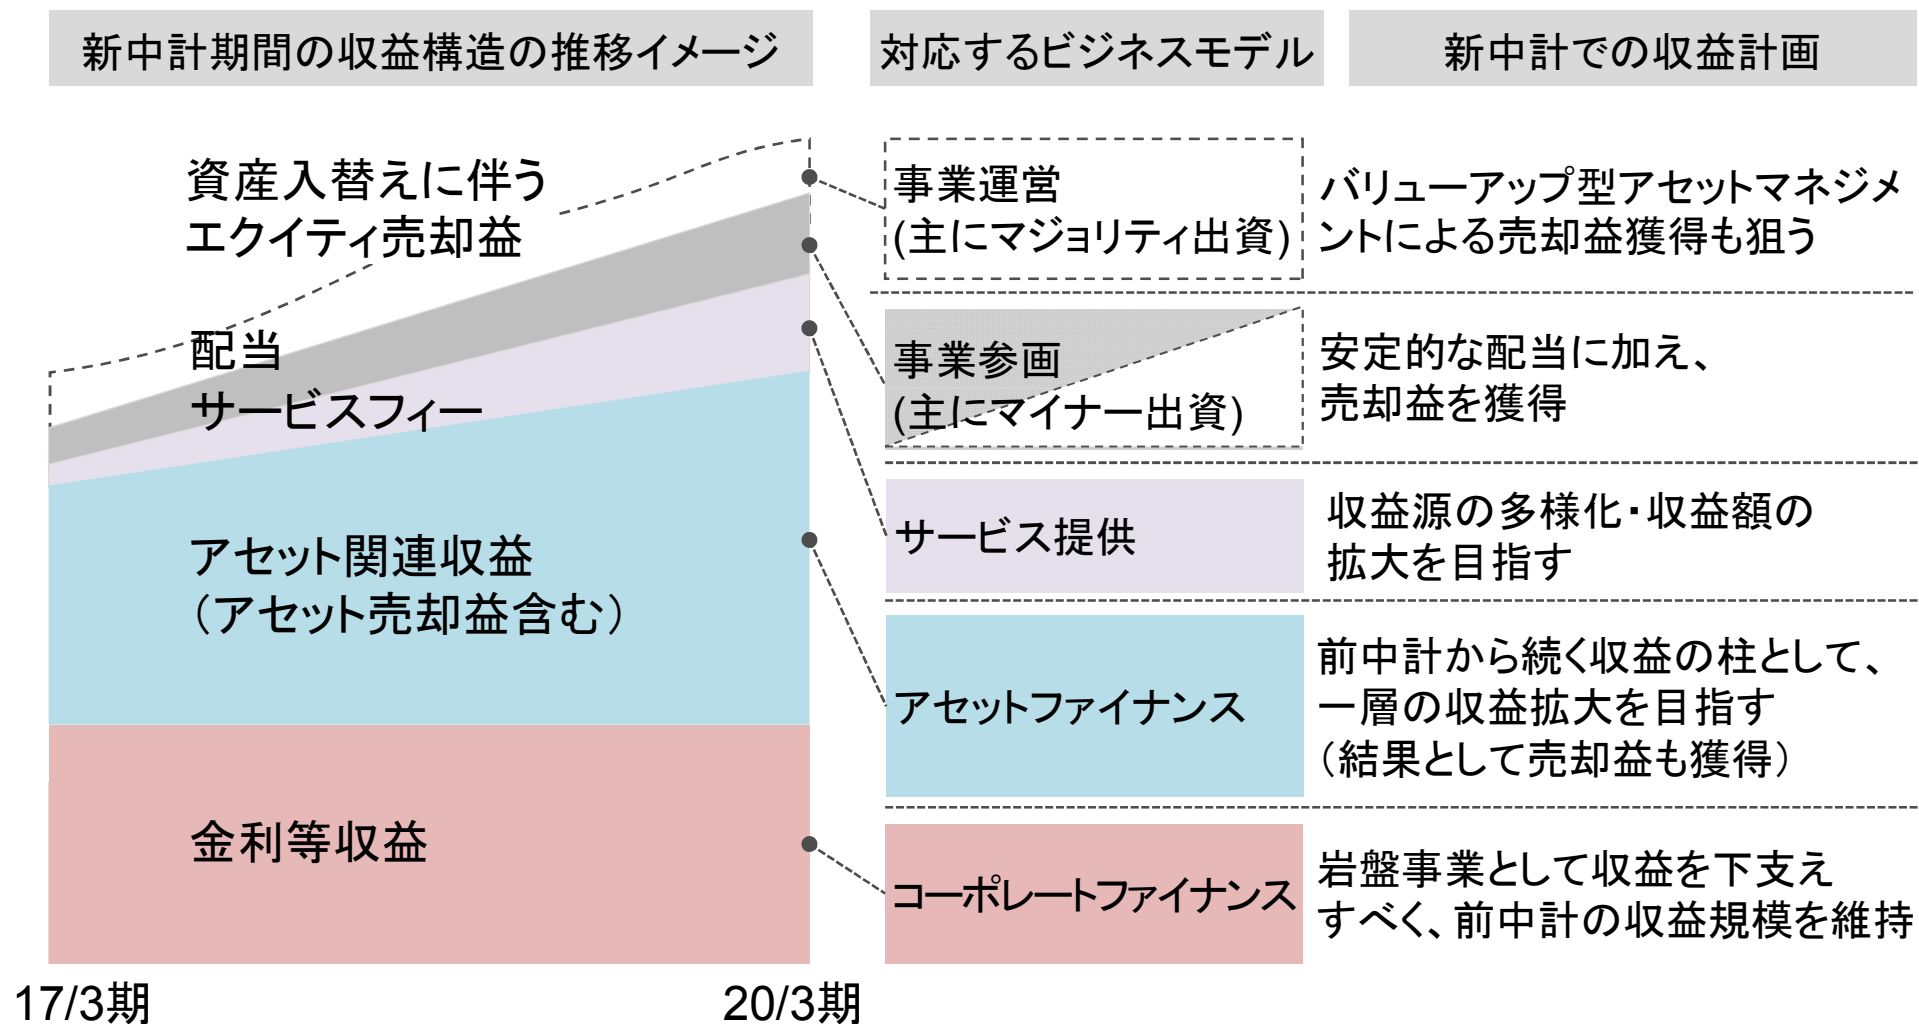 新中計期間の収益構造の推移イメージ
対応するビジネスモデル
新中計での収益計画
資産入替えに伴う
エクイティ売却益
配当
サービスフィー
アセット関連収益
（アセット売却益含む）
金利等収益
17/3期
20/3期
事業運営
(主にマジョリティ出資)
バリューアップ型アセットマネジメ
ントによる売却益獲得も狙う
事業参画
(主にマイナー出資)
安定的な配当に加え、
売却益を獲得
サービス提供
収益源の多様化・収益額の
拡大を目指す
アセットファイナンス
前中計から続く収益の柱として、
一層の収益拡大を目指す
（結果として売却益も獲得）
コーポレートファイナンス
岩盤事業として収益を下支え
すべく、前中計の収益規模を維持